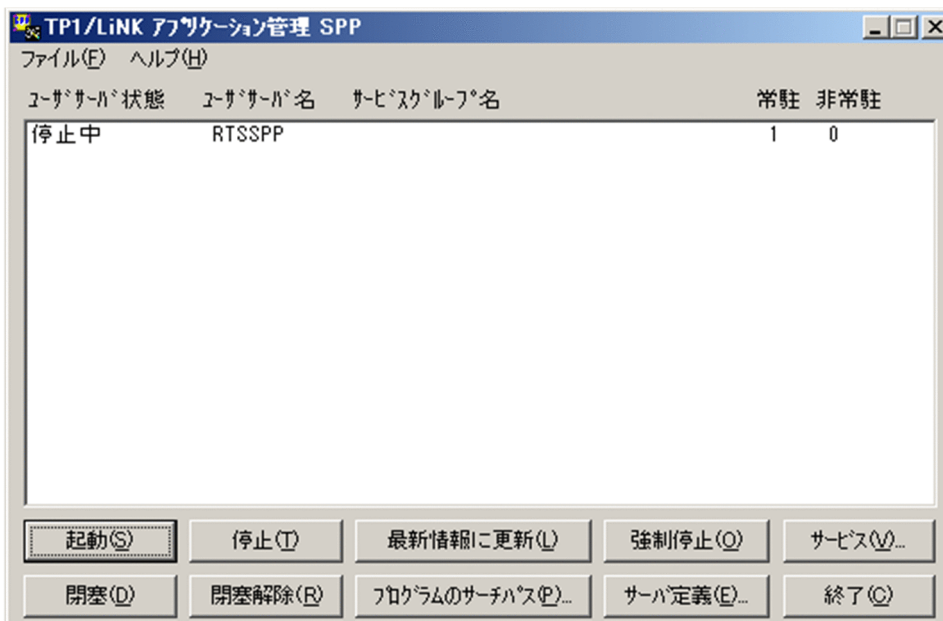 TP1/LiNK ｱﾌﾟﾘｹｰｼｮﾝ管理 SPP
ﾌｧｲﾙ(F) ﾍﾙﾌﾟ(H)
ﾕｰｻﾞｻｰﾊﾞ状態 ﾕｰｻﾞｻｰﾊﾞ名 ｻｰﾋﾞｽｸﾞﾙｰﾌﾟ名 常駐 非常駐
停止中 RTSSPP 1 0
起動(S) 停止(T) 最新情報に更新(L) 強制停止(O) ｻｰﾋﾞｽ(V)...
閉塞(D) 閉塞解除(R) ﾌﾟﾛｸﾞﾗﾑのｻｰﾁﾊﾟｽ(P)... ｻｰﾊﾞ定義(E)... 終了(C)